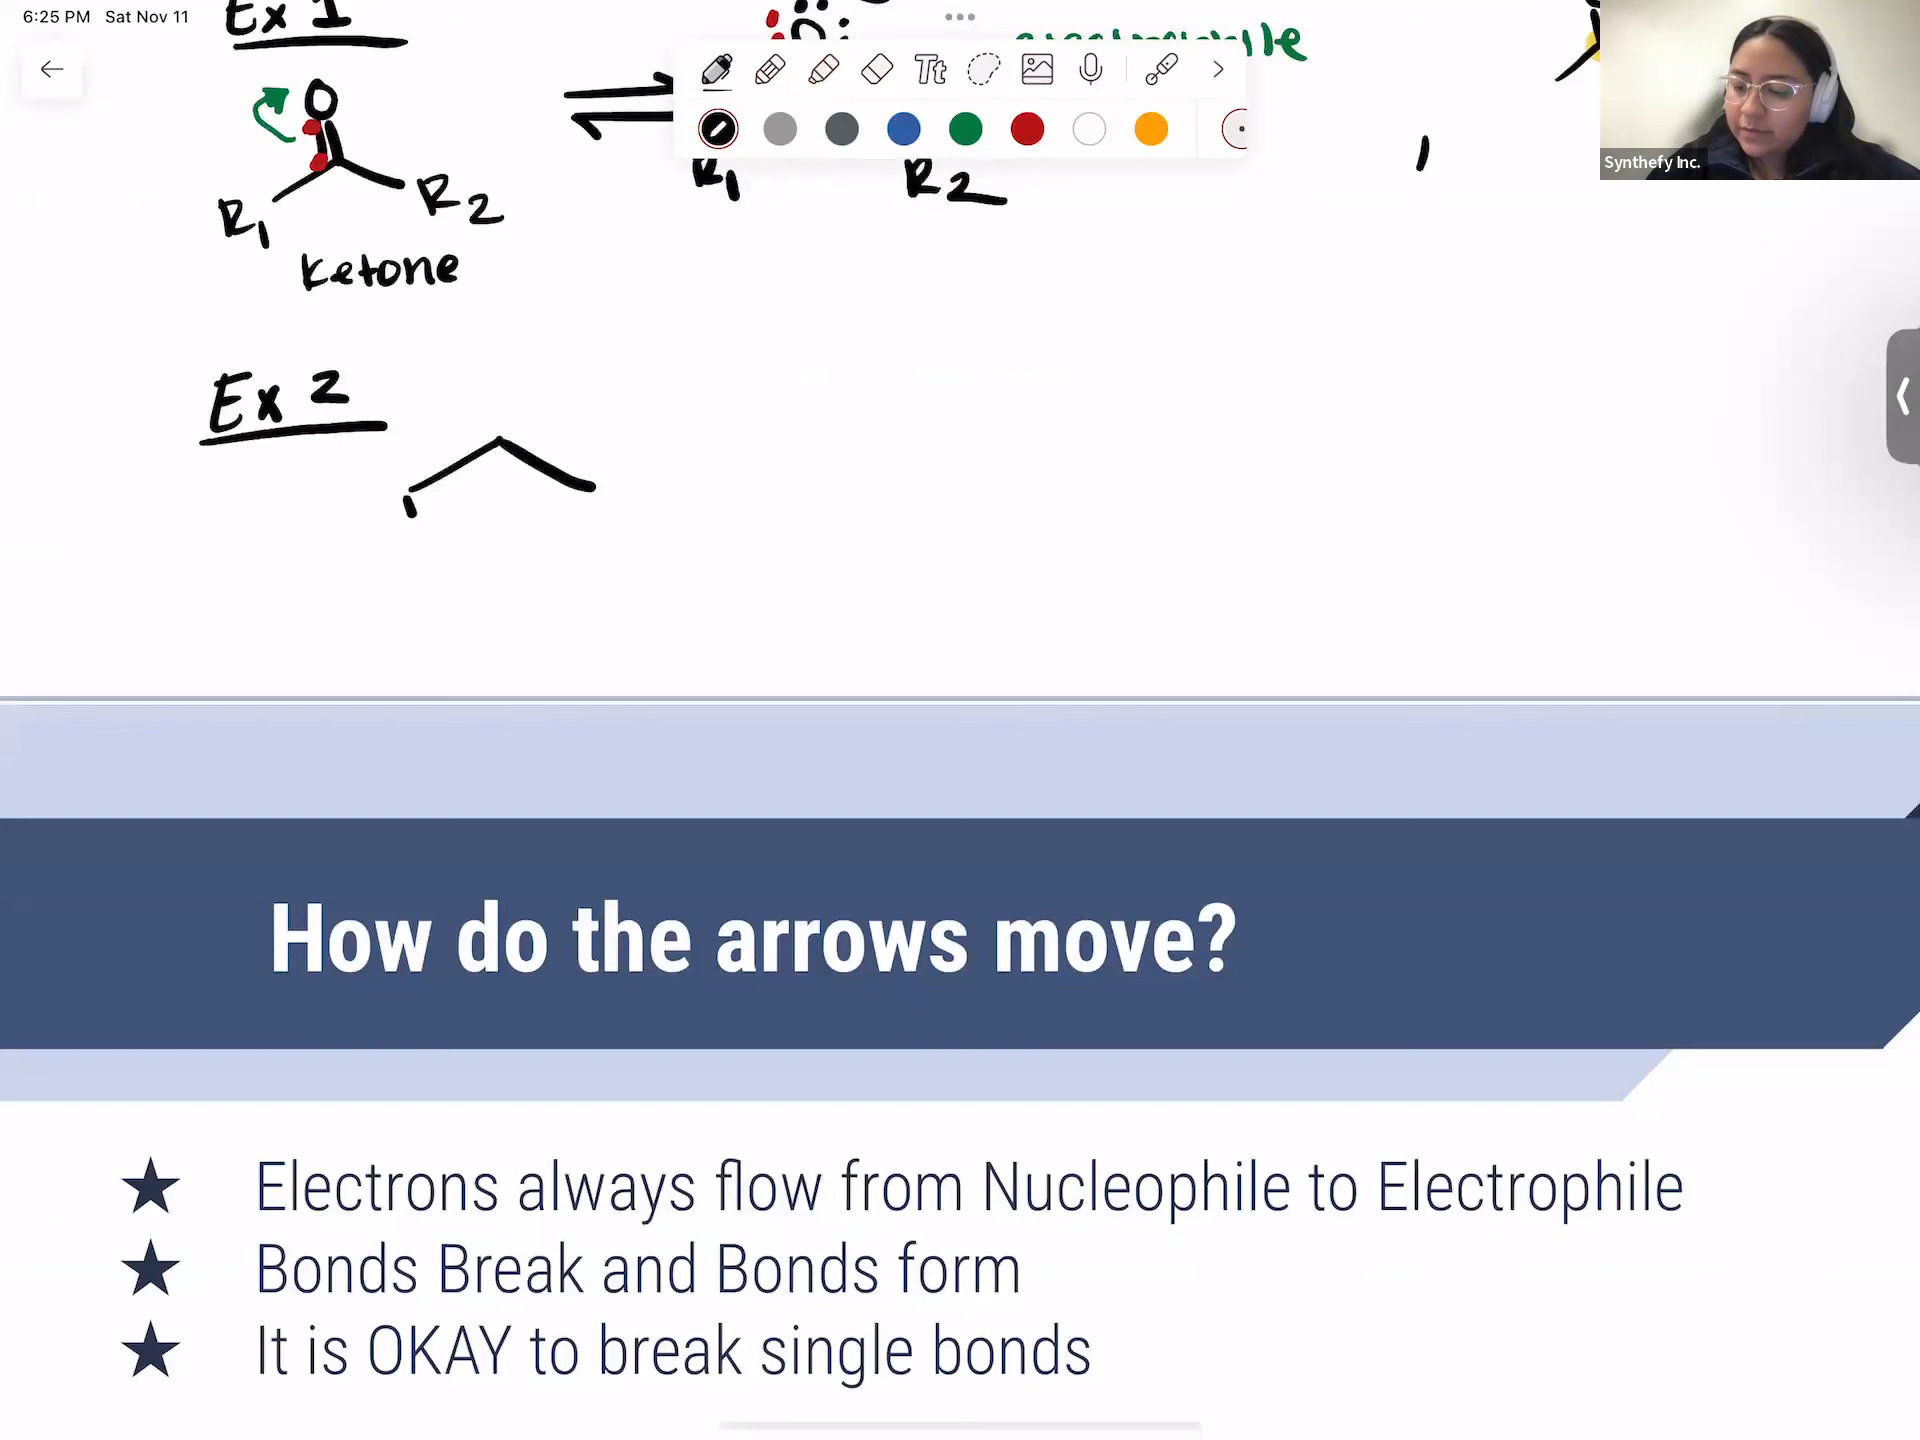 6:25 PM Sat Nov 11
Ex 1
Tt
Synthefy Inc.
O
O
R1
R2
R1
R2
Ketone
Ex 2
How do the arrows move?
★ Electrons always flow from Nucleophile to Electrophile
★ Bonds Break and Bonds form
★ It is OKAY to break single bonds